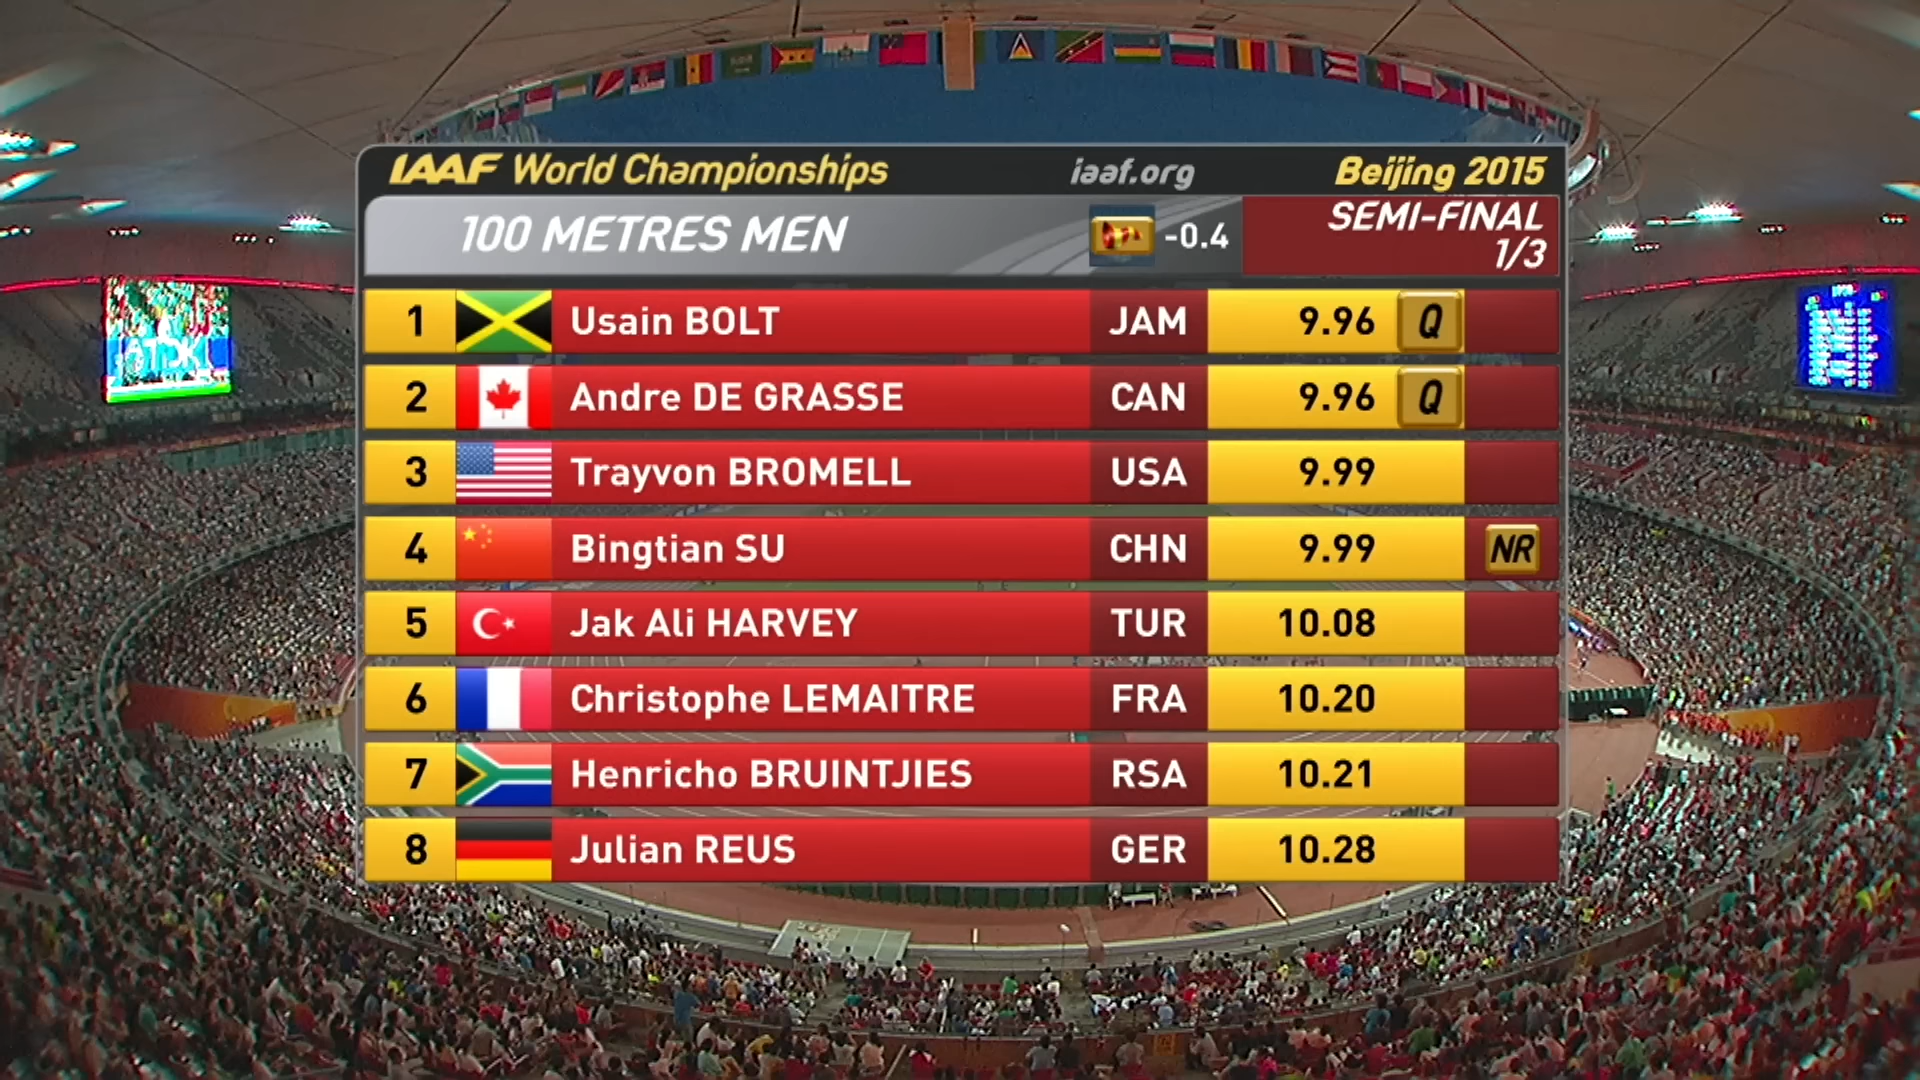 IAAF World Championships iaaf.org Beijing 2015
100 METRES MEN -0.4 SEMI-FINAL
1/3
1 Usain BOLT JAM 9.96 Q
2 Andre DE GRASSE CAN 9.96 Q
3 Trayvon BROMELL USA 9.99
4 Bingtian SU CHN 9.99 NR
5 Jak Ali HARVEY TUR 10.08
6 Christophe LEMAITRE FRA 10.20
7 Henricho BRUINTJIES RSA 10.21
8 Julian REUS GER 10.28